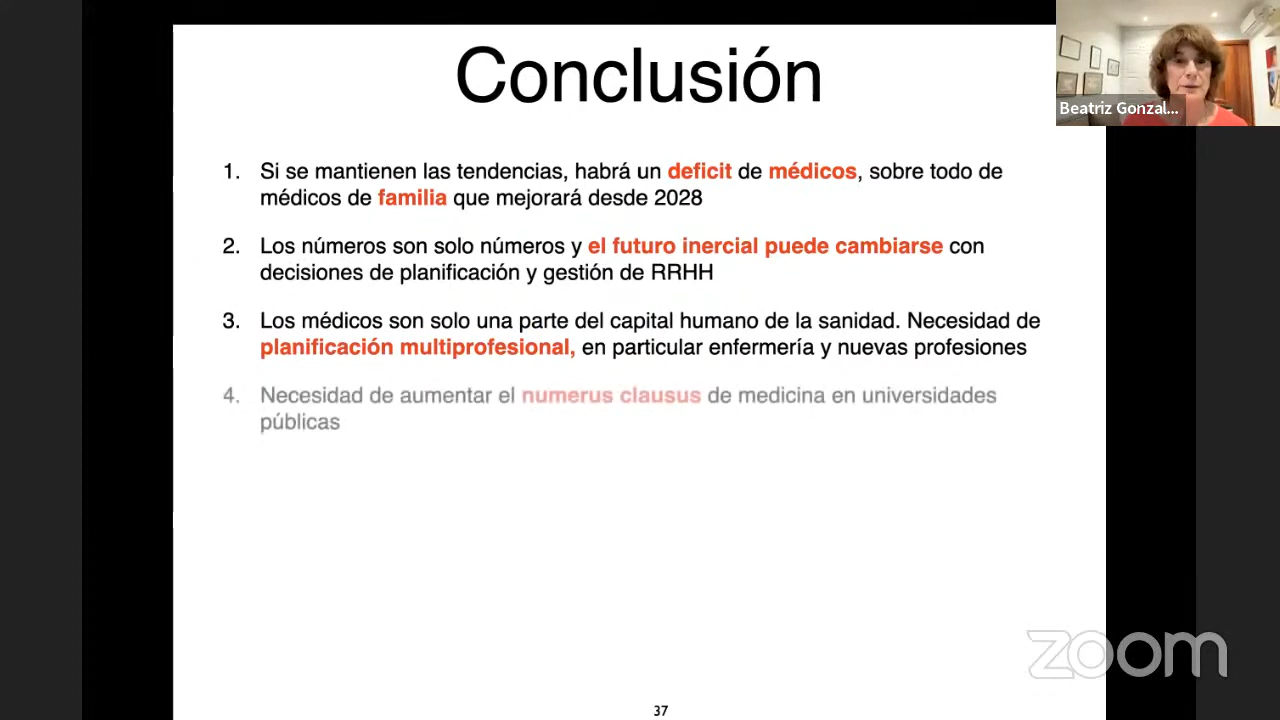 Conclusión
Beatriz Gonzal...
1. Si se mantienen las tendencias, habrá un deficit de médicos, sobre todo de
médicos de familia que mejorará desde 2028
2. Los números son solo números y el futuro inercial puede cambiarse con
decisiones de planificación y gestión de RRHH
3. Los médicos son solo una parte del capital humano de la sanidad. Necesidad de
planificación multiprofesional, en particular enfermería y nuevas profesiones
4. Necesidad de aumentar el numerus clausus de medicina en universidades
públicas
zoom
37